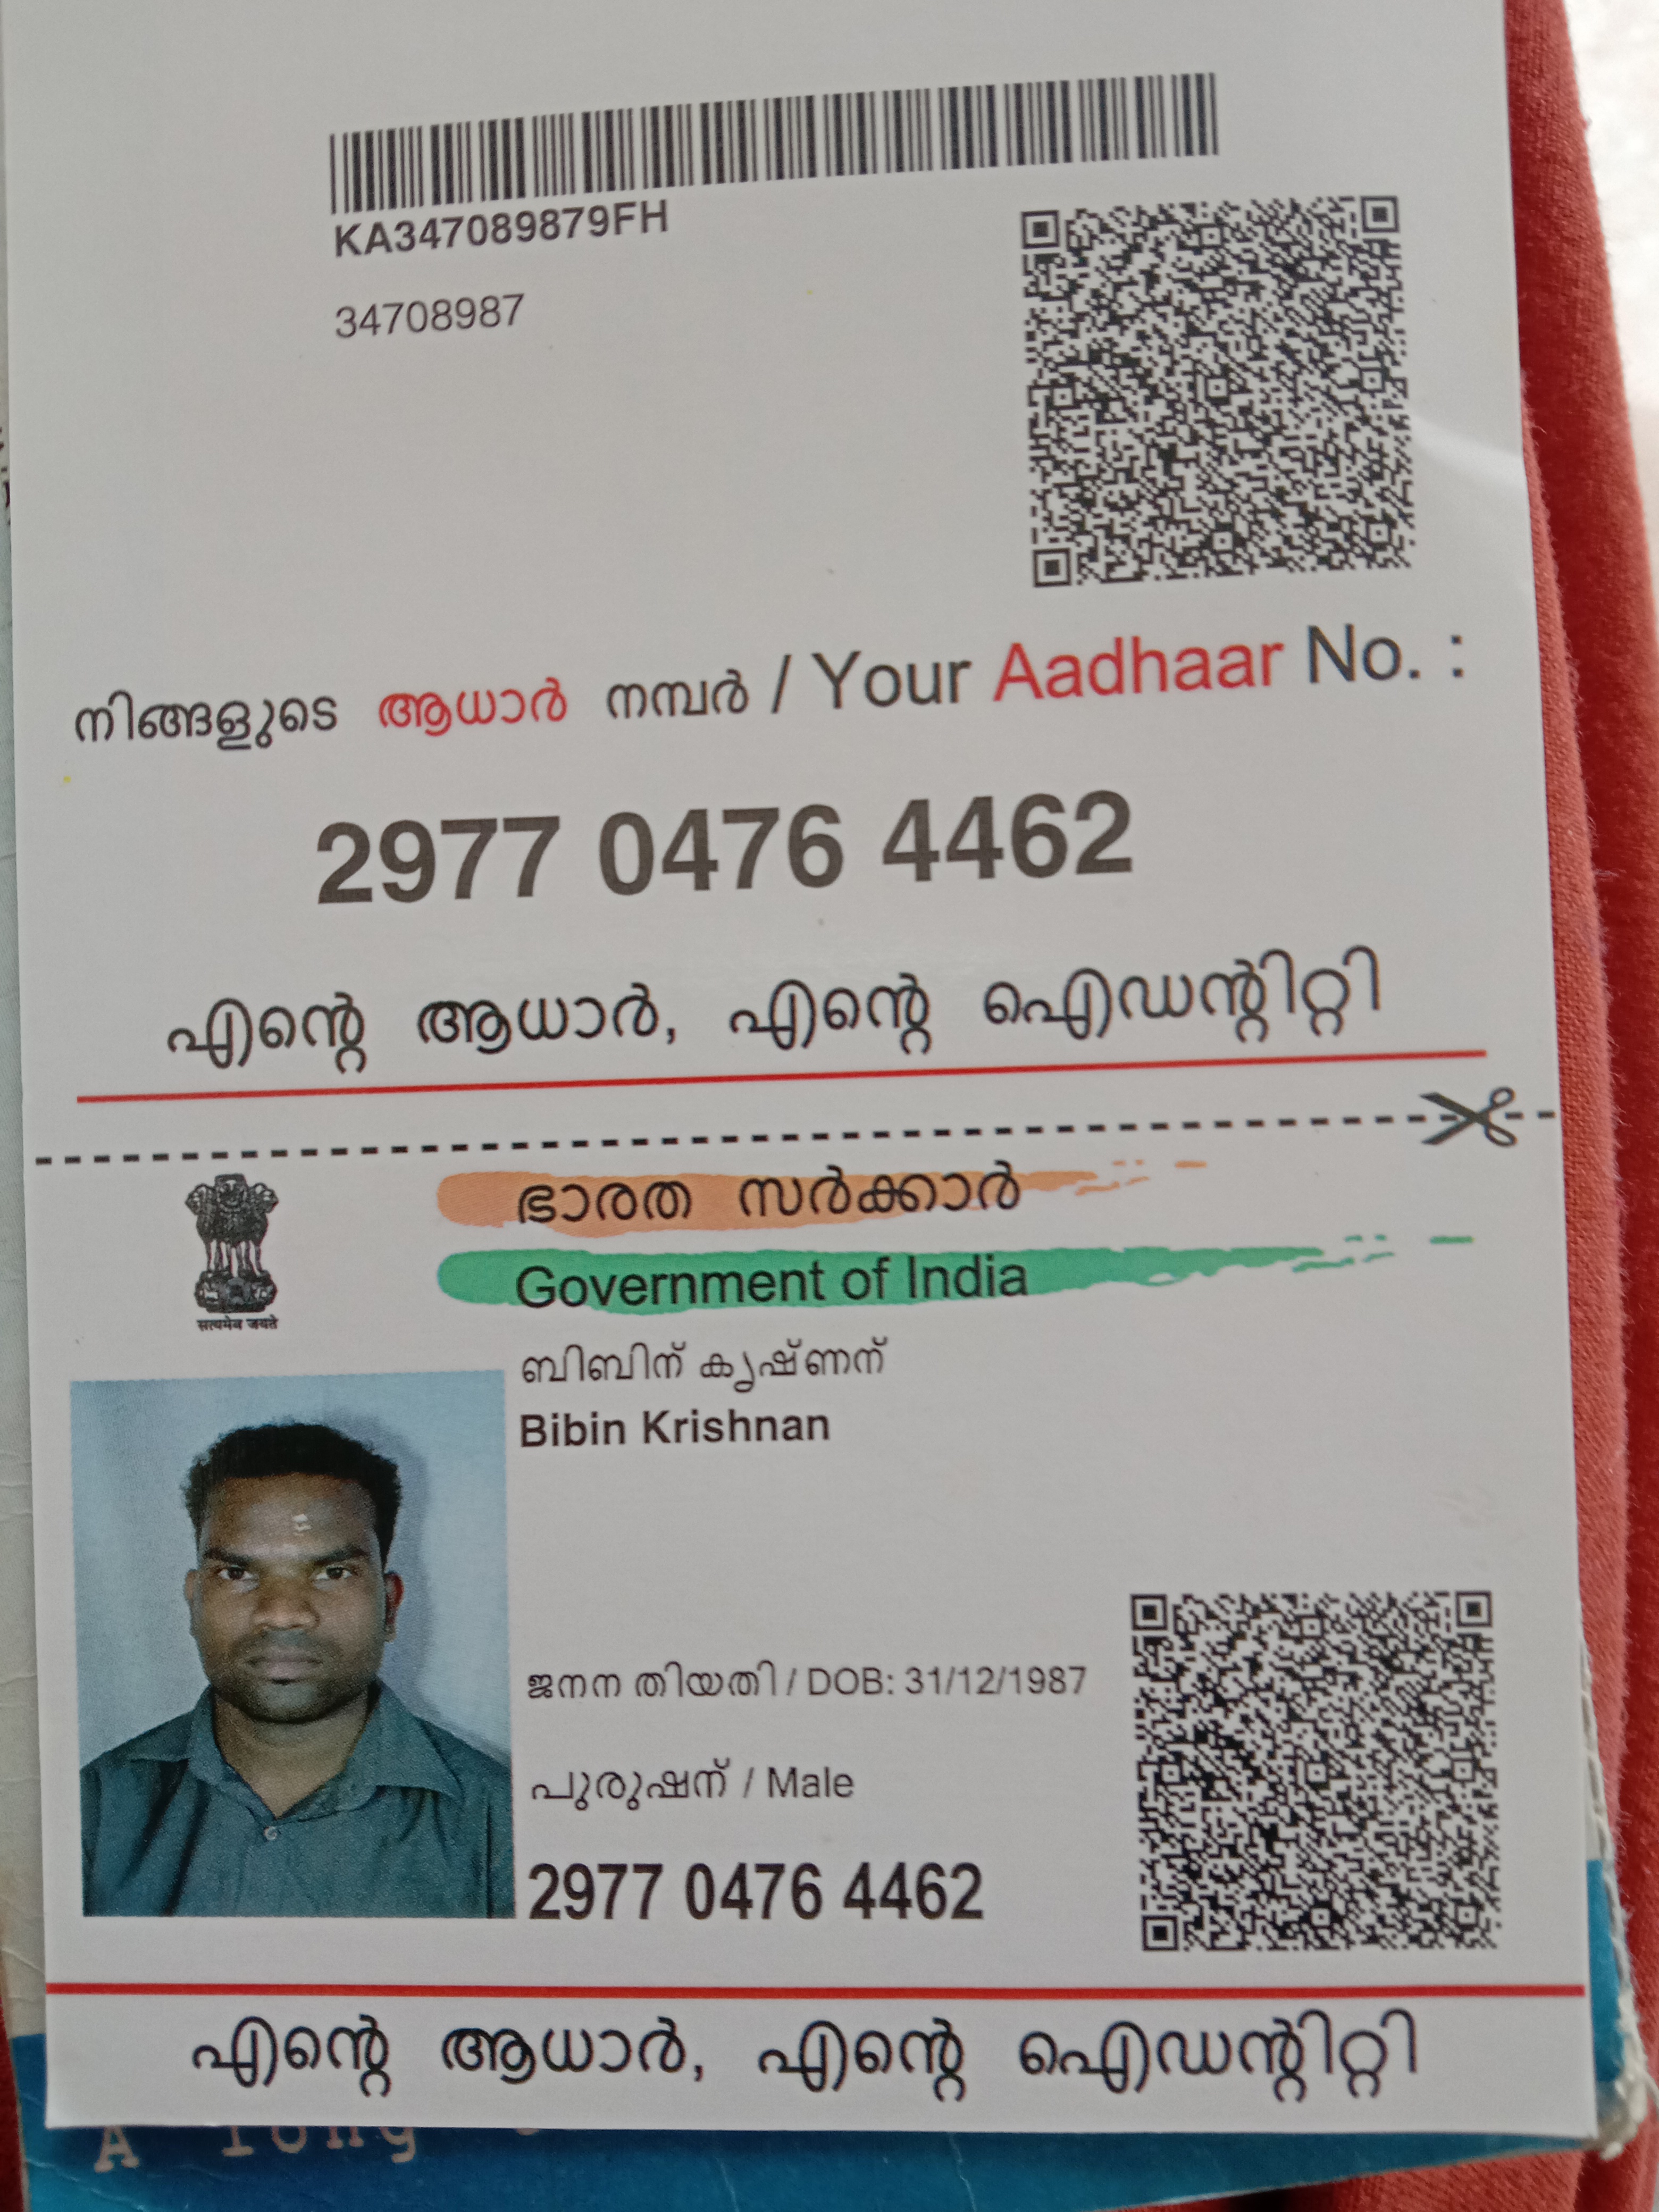 KA347089879FH
34708987
നിങ്ങളുടെ ആധാർ നമ്പർ / Your Aadhaar No. :
2977 0476 4462
എന്റെ ആധാർ, എന്റെ ഐഡന്റിറ്റി
ഭാരത സർക്കാർ
Government of India
सत्यमेव जयते
ബിബിന് കൃഷ്ണന്
Bibin Krishnan
ജനന തിയതി / DOB: 31/12/1987
പുരുഷന് / Male
2977 0476 4462
എന്റെ ആധാർ, എന്റെ ഐഡന്റിറ്റി
A long